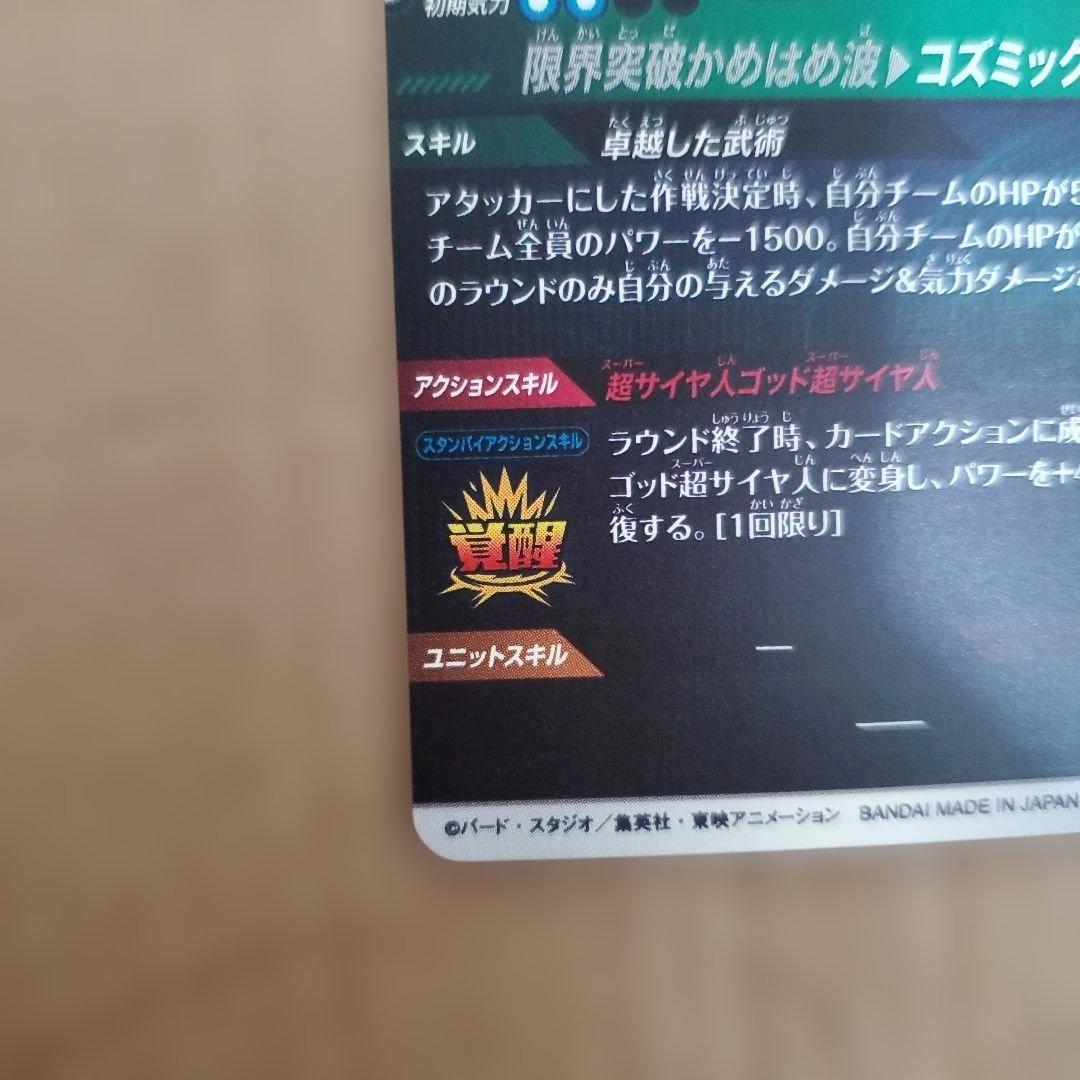 初期気力
限界突破かめはめ波▶コズミック
スキル 卓越した武術
アタッカーにした作戦決定時、自分チームのHPが5
チーム全員のパワーを-1500。自分チームのHPが
のラウンドのみ自分の与えるダメージ&気力ダメージ
アクションスキル 超サイヤ人ゴッド超サイヤ人
スタンバイアクションスキル
ラウンド終了時、カードアクションに成
ゴッド超サイヤ人に変身し、パワーを+4
復する。[1回限り]
覚醒
ユニットスキル —
©バード・スタジオ／集英社・東映アニメーション BANDAI MADE IN JAPAN